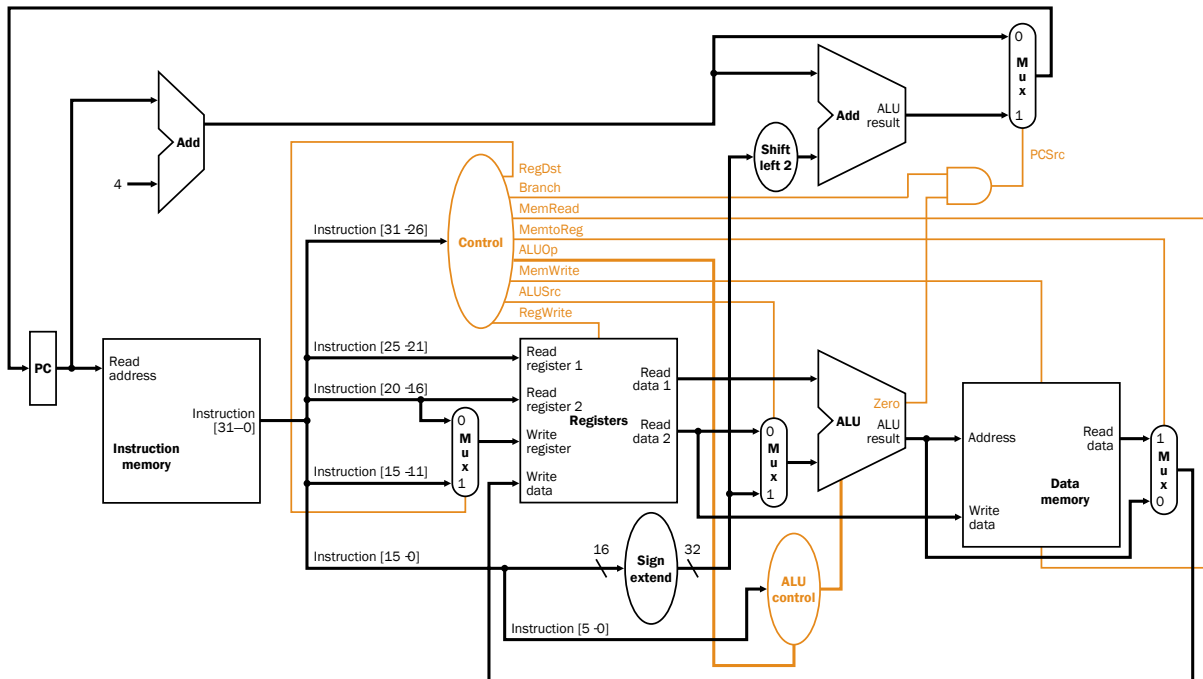 0
M
u
x
1
Add
ALU
result
Add
4
Shift
left 2
PCSrc
RegDst
Branch
MemRead
MemtoReg
ALUOp
MemWrite
ALUSrc
RegWrite
Control
Instruction [31 -26]
Instruction [25 -21]
Instruction [20 -16]
Instruction [15 -11]
Instruction [15 -0]
Instruction [5 -0]
PC
Read
address
Instruction
[31—0]
Instruction
memory
0
M
u
x
1
Read
register 1
Read
register 2
Write
register
Write
data
Registers
Read
data 1
Read
data 2
0
M
u
x
1
Zero
ALU
ALU
result
Address
Write
data
Read
data
Data
memory
1
M
u
x
0
16
Sign
extend
32
ALU
control